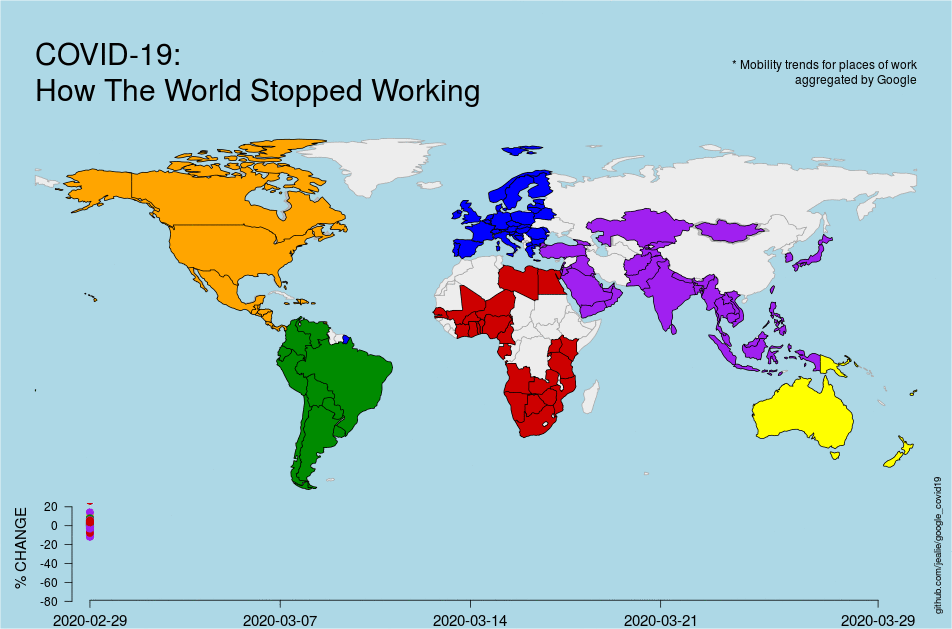 COVID-19:
How The World Stopped Working
* Mobility trends for places of work
aggregated by Google
% CHANGE
20
0
-20
-40
-60
-80
2020-02-29
2020-03-07
2020-03-14
2020-03-21
2020-03-29
github.com/jealie/google_covid19